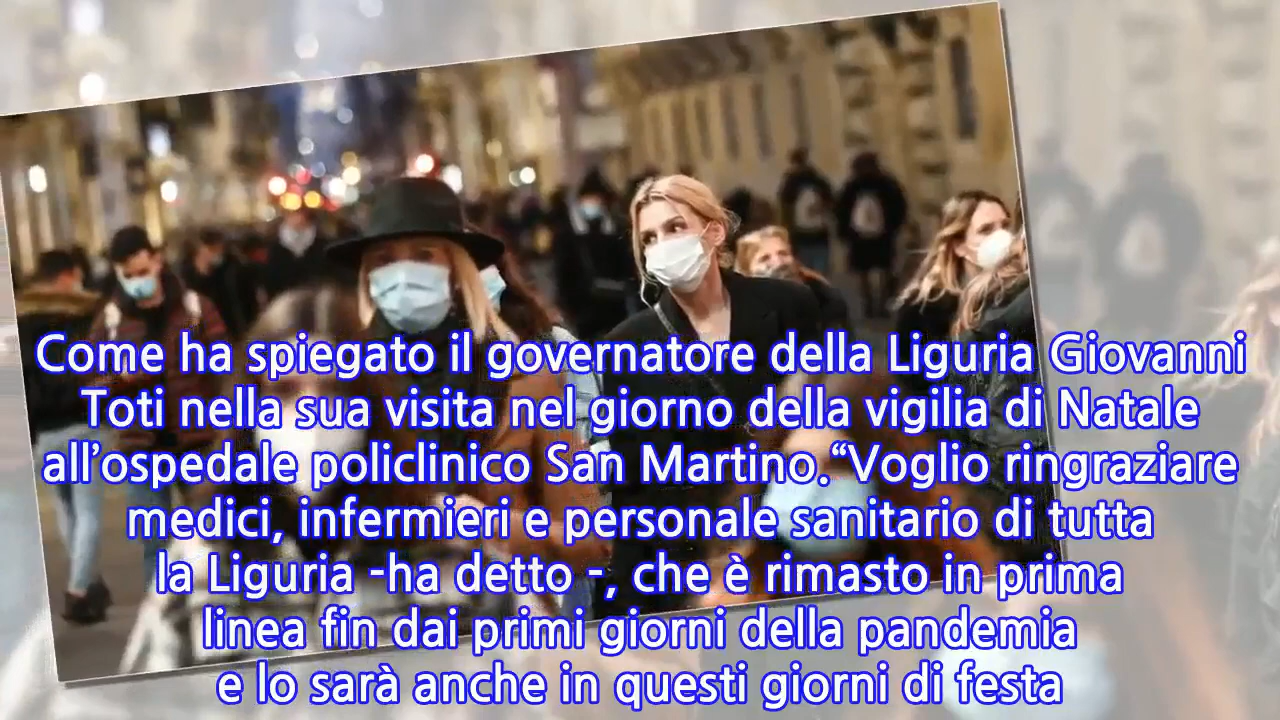 Come ha spiegato il governatore della Liguria Giovanni
Toti nella sua visita nel giorno della vigilia di Natale
all’ospedale policlinico San Martino.“Voglio ringraziare
medici, infermieri e personale sanitario di tutta
la Liguria -ha detto -, che è rimasto in prima
linea fin dai primi giorni della pandemia
e lo sarà anche in questi giorni di festa